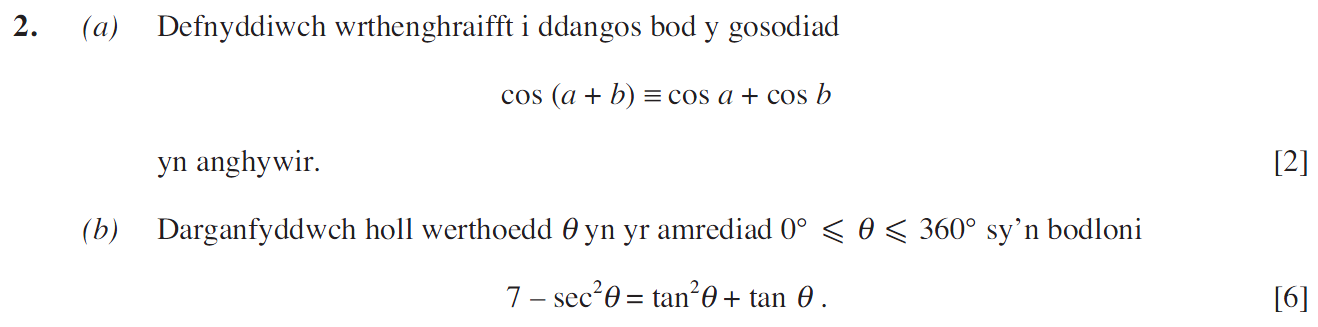 2. (a) Defnyddiwch wrthenghraifft i ddangos bod y gosodiad
cos (a + b) ≡ cos a + cos b
yn anghywir. [2]
(b) Darganfyddwch holl werthoedd θ yn yr amrediad 0° ⩽ θ ⩽ 360° sy’n bodloni
7 – sec²θ = tan²θ + tan θ . [6]